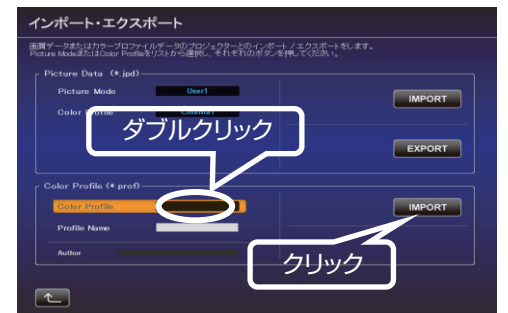 インポート・エクスポート
画質データまたはカラープロファイルデータのプロジェクターとのインポート / エクスポートをします。
Picture ModeまたはColor Profileをリストから選択し、それぞれのボタンを押してください。
Picture Data (*.jpd)
Picture Mode User1
IMPORT
Color Profile Cinema1
ダブルクリック
EXPORT
Color Profile (*.prof)
Color Profile
IMPORT
Profile Name
Author
クリック